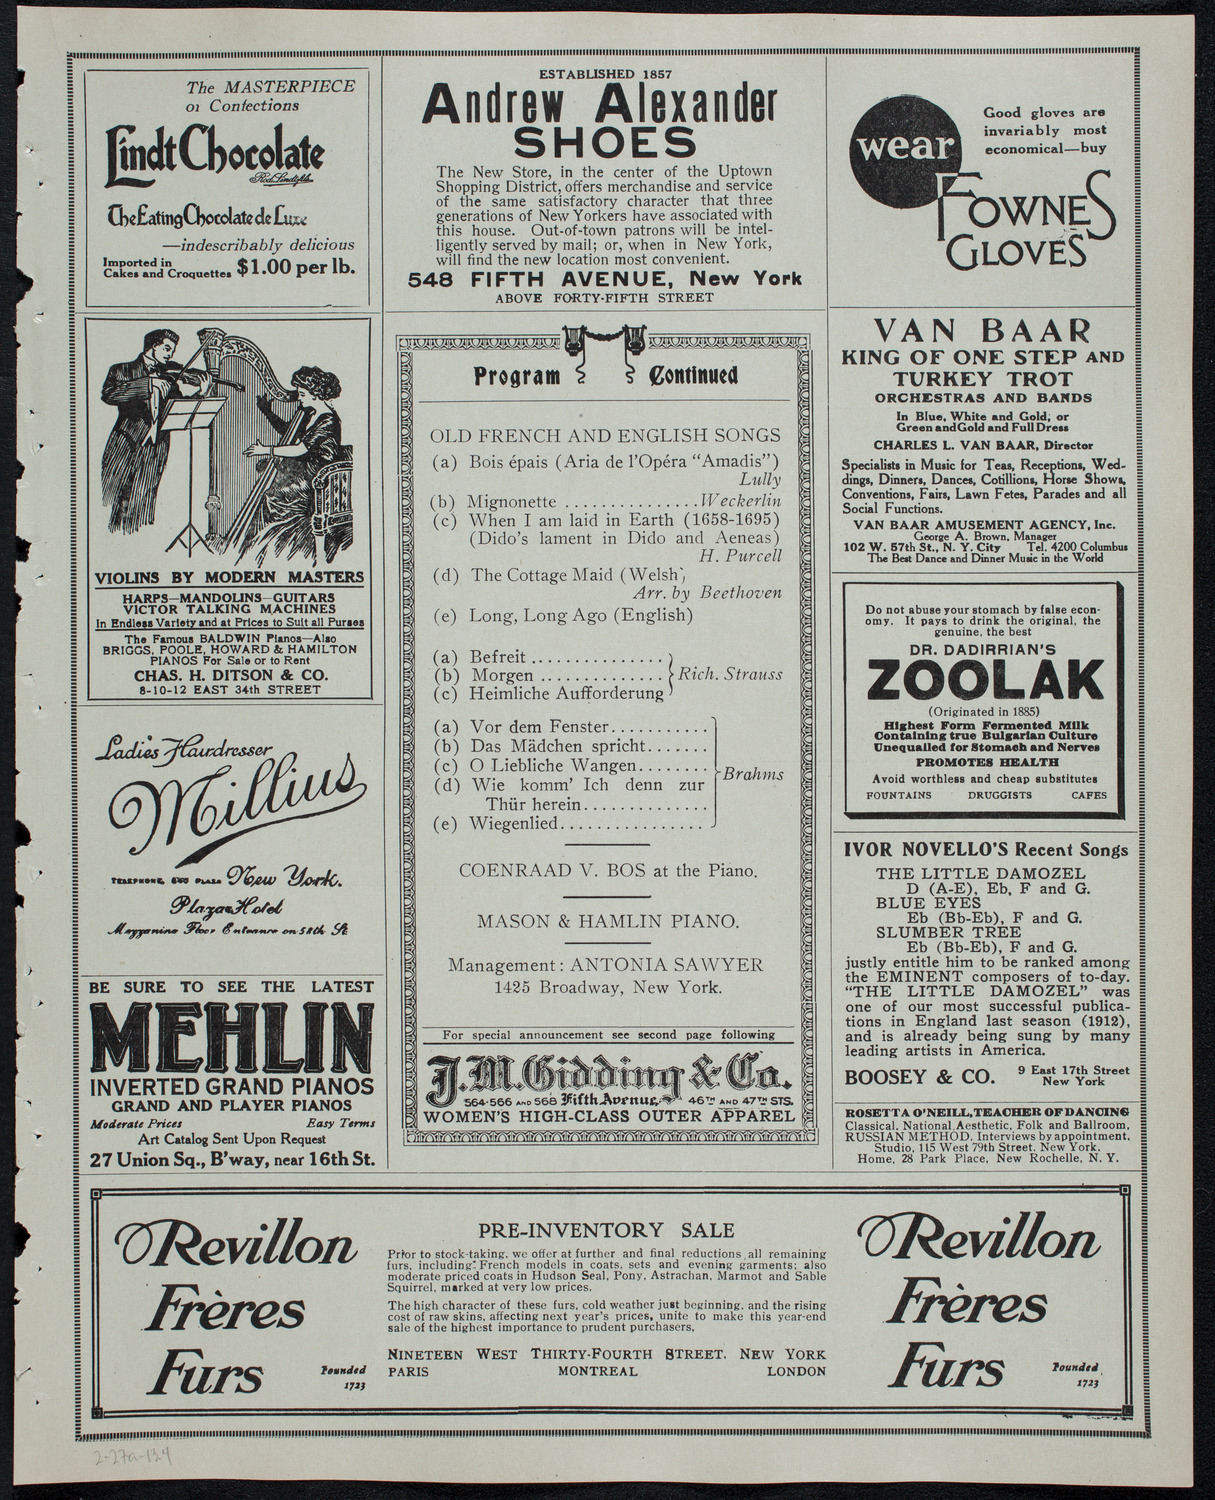 The MASTERPIECE
of Confections
Lindt Chocolate
Rod. Lindt fils
The Eating Chocolate de Luxe
—indescribably delicious
Imported in
Cakes and Croquettes $1.00 per lb.
VIOLINS BY MODERN MASTERS
HARPS—MANDOLINS—GUITARS
VICTOR TALKING MACHINES
In Endless Variety and at Prices to Suit all Purses
The Famous BALDWIN Pianos—Also
BRIGGS, POOLE, HOWARD & HAMILTON
PIANOS For Sale or to Rent
CHAS. H. DITSON & CO.
8-10-12 EAST 34th STREET
Ladies Hairdresser
Millius
TELEPHONE, PLAZA New York.
Plaza Hotel
Mezzanine Floor Entrance on 58th St
BE SURE TO SEE THE LATEST
MEHLIN
INVERTED GRAND PIANOS
GRAND AND PLAYER PIANOS
Moderate Prices Easy Terms
Art Catalog Sent Upon Request
27 Union Sq., B'way, near 16th St.
ESTABLISHED 1857
Andrew Alexander
SHOES
The New Store, in the center of the Uptown
Shopping District, offers merchandise and service
of the same satisfactory character that three
generations of New Yorkers have associated with
this house. Out-of-town patrons will be intel-
ligently served by mail; or, when in New York,
will find the new location most convenient.
548 FIFTH AVENUE, New York
ABOVE FORTY-FIFTH STREET
Program Continued
OLD FRENCH AND ENGLISH SONGS
(a) Bois épais (Aria de l'Opéra "Amadis")
Lully
(b) Mignonette ...............Weckerlin
(c) When I am laid in Earth (1658-1695)
(Dido's lament in Dido and Aeneas)
H. Purcell
(d) The Cottage Maid (Welsh)
Arr. by Beethoven
(e) Long, Long Ago (English)
(a) Befreit ...............
(b) Morgen .............. Rich. Strauss
(c) Heimliche Aufforderung
(a) Vor dem Fenster...........
(b) Das Mädchen spricht.......
(c) O Liebliche Wangen........
Brahms
(d) Wie komm' Ich denn zur
Thür herein..............
(e) Wiegenlied................
COENRAAD V. BOS at the Piano.
MASON & HAMLIN PIANO.
Management: ANTONIA SAWYER
1425 Broadway, New York.
For special announcement see second page following
J.M. Gidding & Co.
564-566 AND 568 Fifth Avenue, 46TH AND 47TH STS.
WOMEN'S HIGH-CLASS OUTER APPAREL
wear
Good gloves are
invariably most
economical—buy
FOWNES
GLOVES
VAN BAAR
KING OF ONE STEP AND
TURKEY TROT
ORCHESTRAS AND BANDS
In Blue, White and Gold, or
Green and Gold and Full Dress
CHARLES L. VAN BAAR, Director
Specialists in Music for Teas, Receptions, Wed-
dings, Dinners, Dances, Cotillions, Horse Shows,
Conventions, Fairs, Lawn Fetes, Parades and all
Social Functions.
VAN BAAR AMUSEMENT AGENCY, Inc.
George A. Brown, Manager
102 W. 57th St., N. Y. City Tel. 4200 Columbus
The Best Dance and Dinner Music in the World
Do not abuse your stomach by false econ-
omy. It pays to drink the original, the
genuine, the best
DR. DADIRRIAN'S
ZOOLAK
(Originated in 1885)
Highest Form Fermented Milk
Containing true Bulgarian Culture
Unequalled for Stomach and Nerves
PROMOTES HEALTH
Avoid worthless and cheap substitutes
FOUNTAINS DRUGGISTS CAFES
IVOR NOVELLO'S Recent Songs
THE LITTLE DAMOZEL
D (A-E), Eb, F and G.
BLUE EYES
Eb (Bb-Eb), F and G.
SLUMBER TREE
Eb (Bb-Eb), F and G.
justly entitle him to be ranked among
the EMINENT composers of to-day.
"THE LITTLE DAMOZEL" was
one of our most successful publica-
tions in England last season (1912),
and is already being sung by many
leading artists in America.
BOOSEY & CO. 9 East 17th Street
New York
ROSETTA O'NEILL, TEACHER OF DANCING
Classical, National, Aesthetic, Folk and Ballroom,
RUSSIAN METHOD. Interviews by appointment.
Studio, 115 West 79th Street, New York.
Home, 28 Park Place, New Rochelle, N. Y.
Revillon
Frères
Furs Founded
1723
PRE-INVENTORY SALE
Prior to stock-taking, we offer at further and final reductions all remaining
furs, including French models in coats, sets and evening garments; also
moderate priced coats in Hudson Seal, Pony, Astrachan, Marmot and Sable
Squirrel, marked at very low prices.
The high character of these furs, cold weather just beginning, and the rising
cost of raw skins, affecting next year's prices, unite to make this year-end
sale of the highest importance to prudent purchasers.
NINETEEN WEST THIRTY-FOURTH STREET, NEW YORK
PARIS MONTREAL LONDON
Revillon
Frères
Furs Founded
1723
2-27a-134